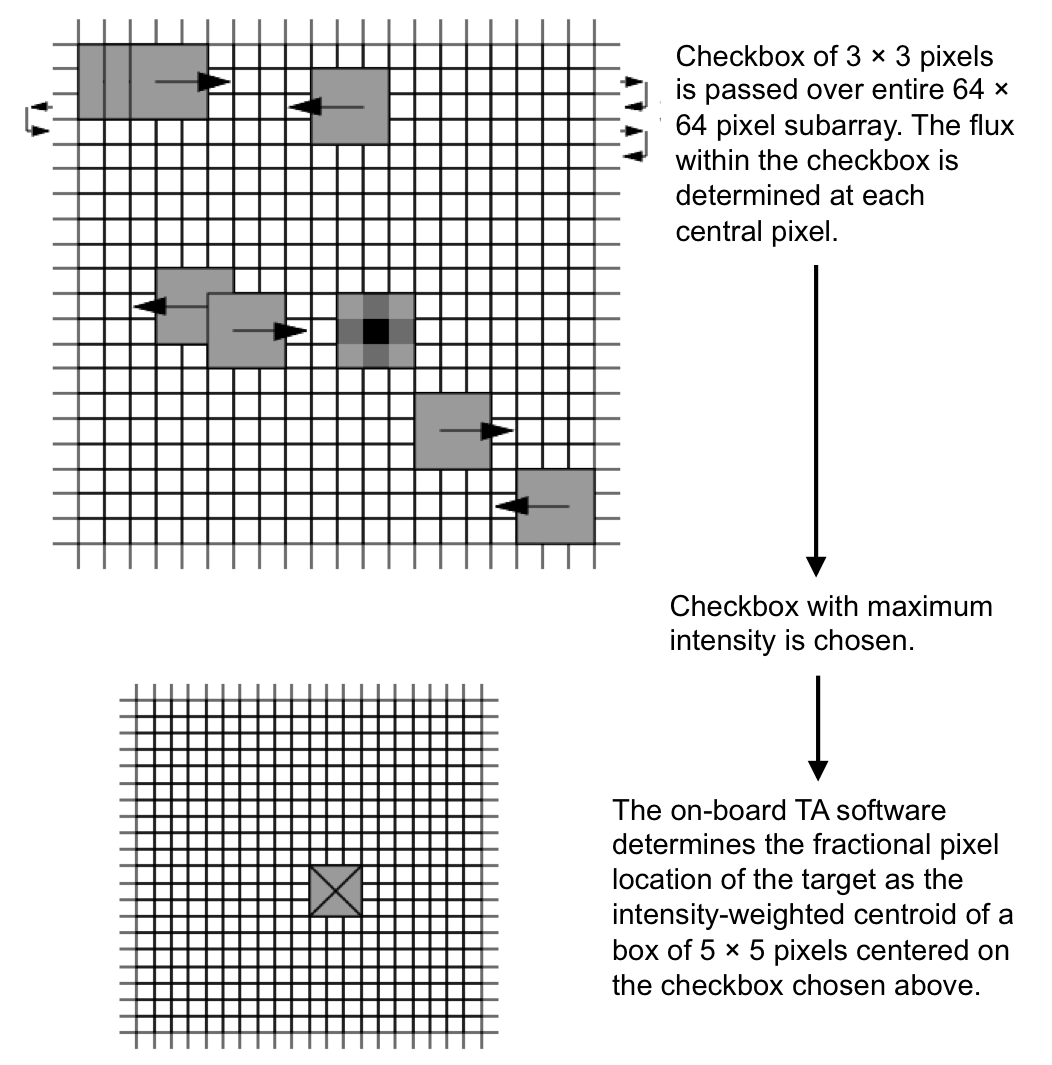 Checkbox of 3 × 3 pixels
is passed over entire 64 ×
64 pixel subarray. The flux
within the checkbox is
determined at each
central pixel.
Checkbox with maximum
intensity is chosen.
The on-board TA software
determines the fractional pixel
location of the target as the
intensity-weighted centroid of a
box of 5 × 5 pixels centered on
the checkbox chosen above.